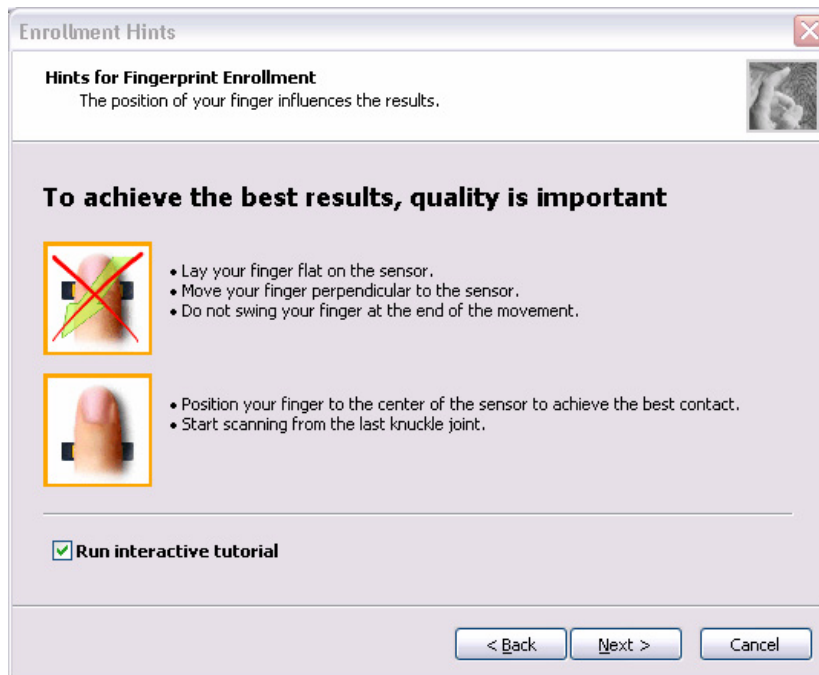 Enrollment Hints
Hints for Fingerprint Enrollment
The position of your finger influences the results.
To achieve the best results, quality is important
• Lay your finger flat on the sensor.
• Move your finger perpendicular to the sensor.
• Do not swing your finger at the end of the movement.
• Position your finger to the center of the sensor to achieve the best contact.
• Start scanning from the last knuckle joint.
Run interactive tutorial
< Back Next > Cancel